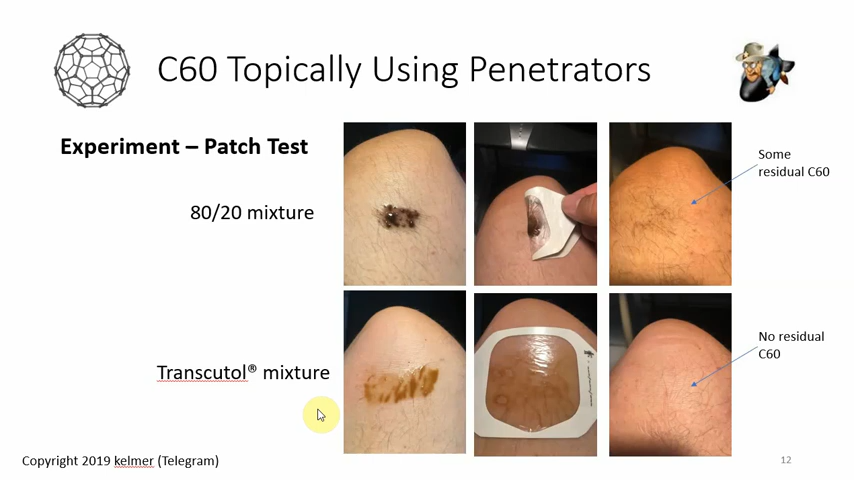 C60 Topically Using Penetrators
Experiment – Patch Test
80/20 mixture
Some
residual C60
Transcutol® mixture
No residual
C60
Copyright 2019 kelmer (Telegram)
12